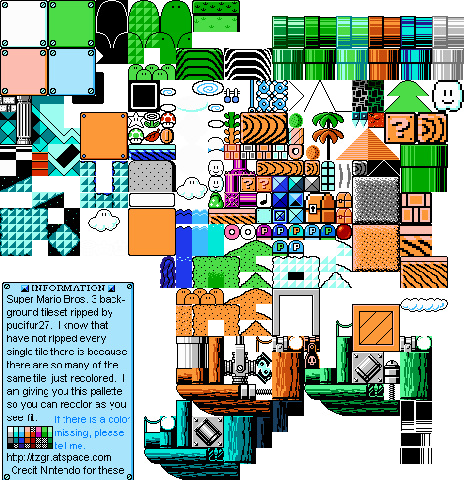 INFORMATION
Super Mario Bros. 3 back-
ground tileset ripped by
pucifur27. I know that
have not ripped every
single tile there is because
there are so many of the
same tile just recolored. I
am giving you this pallete
so you can recolor as you
see fit.
If there is a color
missing, please
tell me.
http://tzgr.atspace.com
Credit Nintendo for these